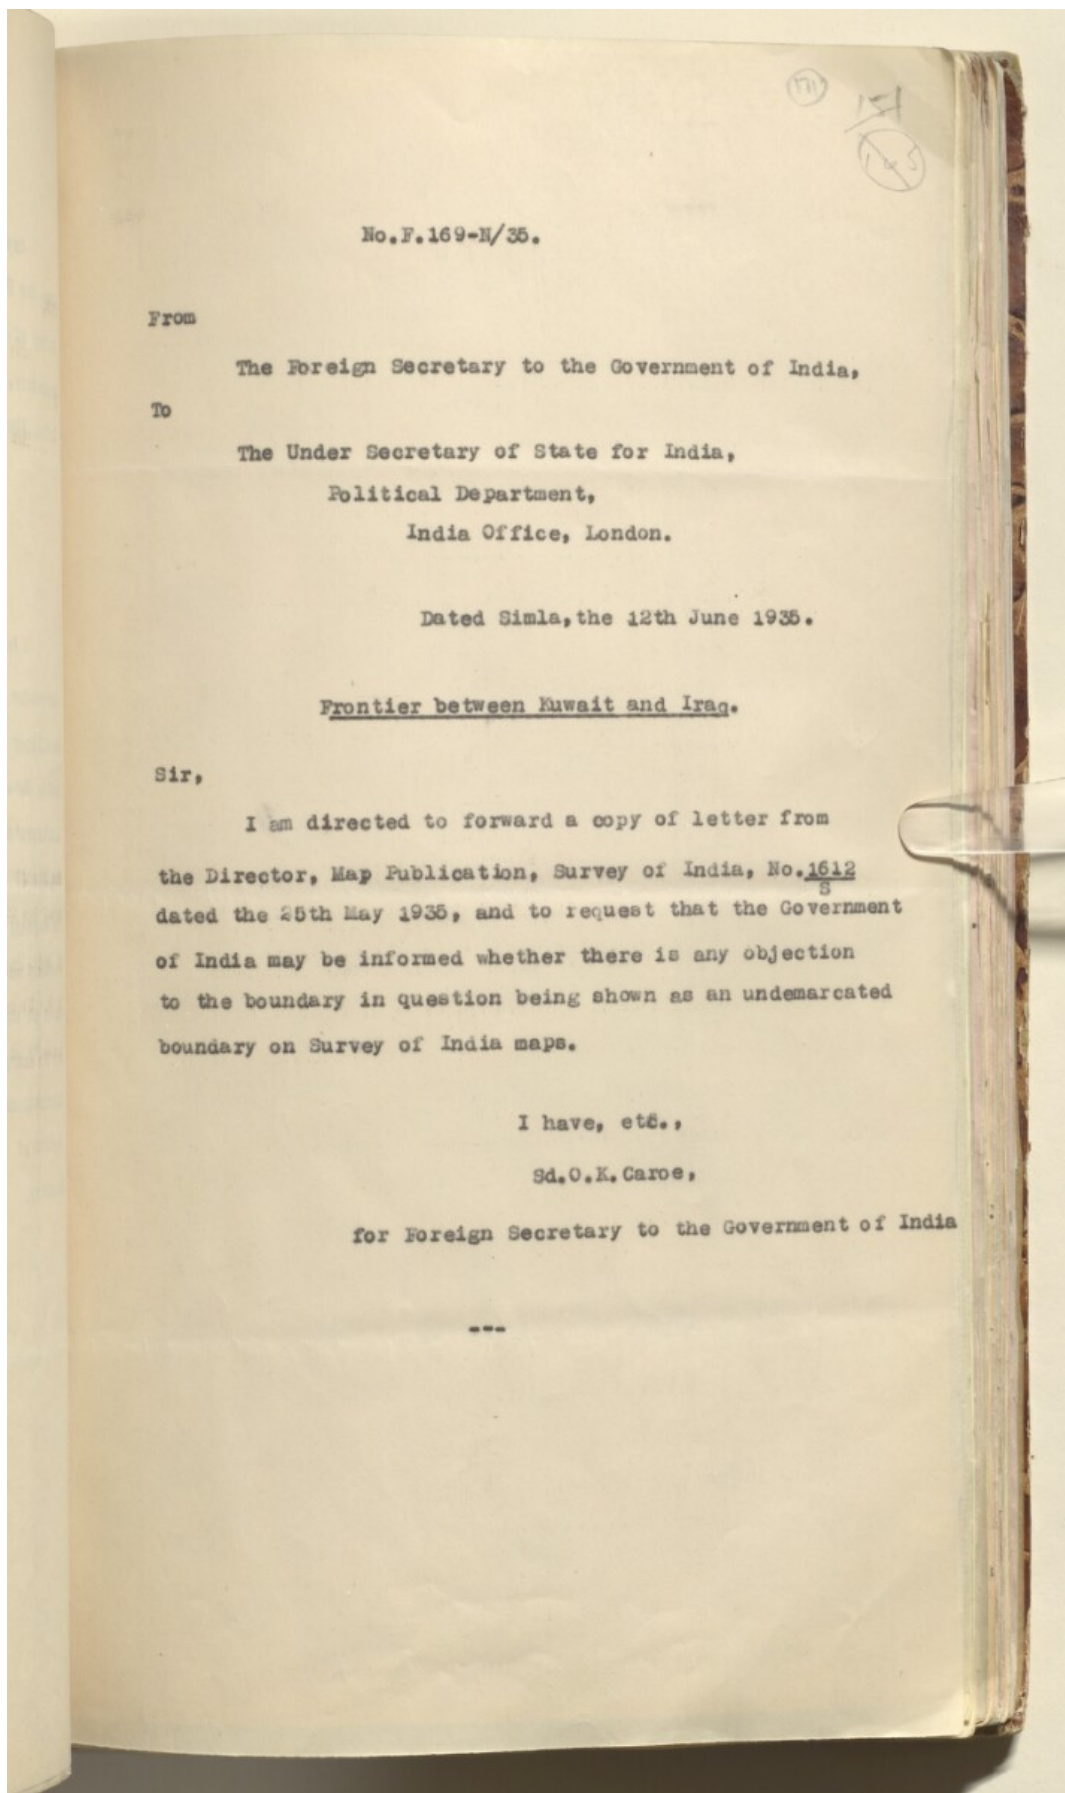 171
171
No.F.169-N/35.
From
The Foreign Secretary to the Government of India,
To
The Under Secretary of State for India,
Political Department,
India Office, London.
Dated Simla, the 12th June 1935.
Frontier between Kuwait and Iraq.
Sir,
I am directed to forward a copy of letter from
the Director, Map Publication, Survey of India, No.1612
S
dated the 25th May 1935, and to request that the Government
of India may be informed whether there is any objection
to the boundary in question being shown as an undemarcated
boundary on Survey of India maps.
I have, etc.,
Sd.O.K.Caroe,
for Foreign Secretary to the Government of India
---